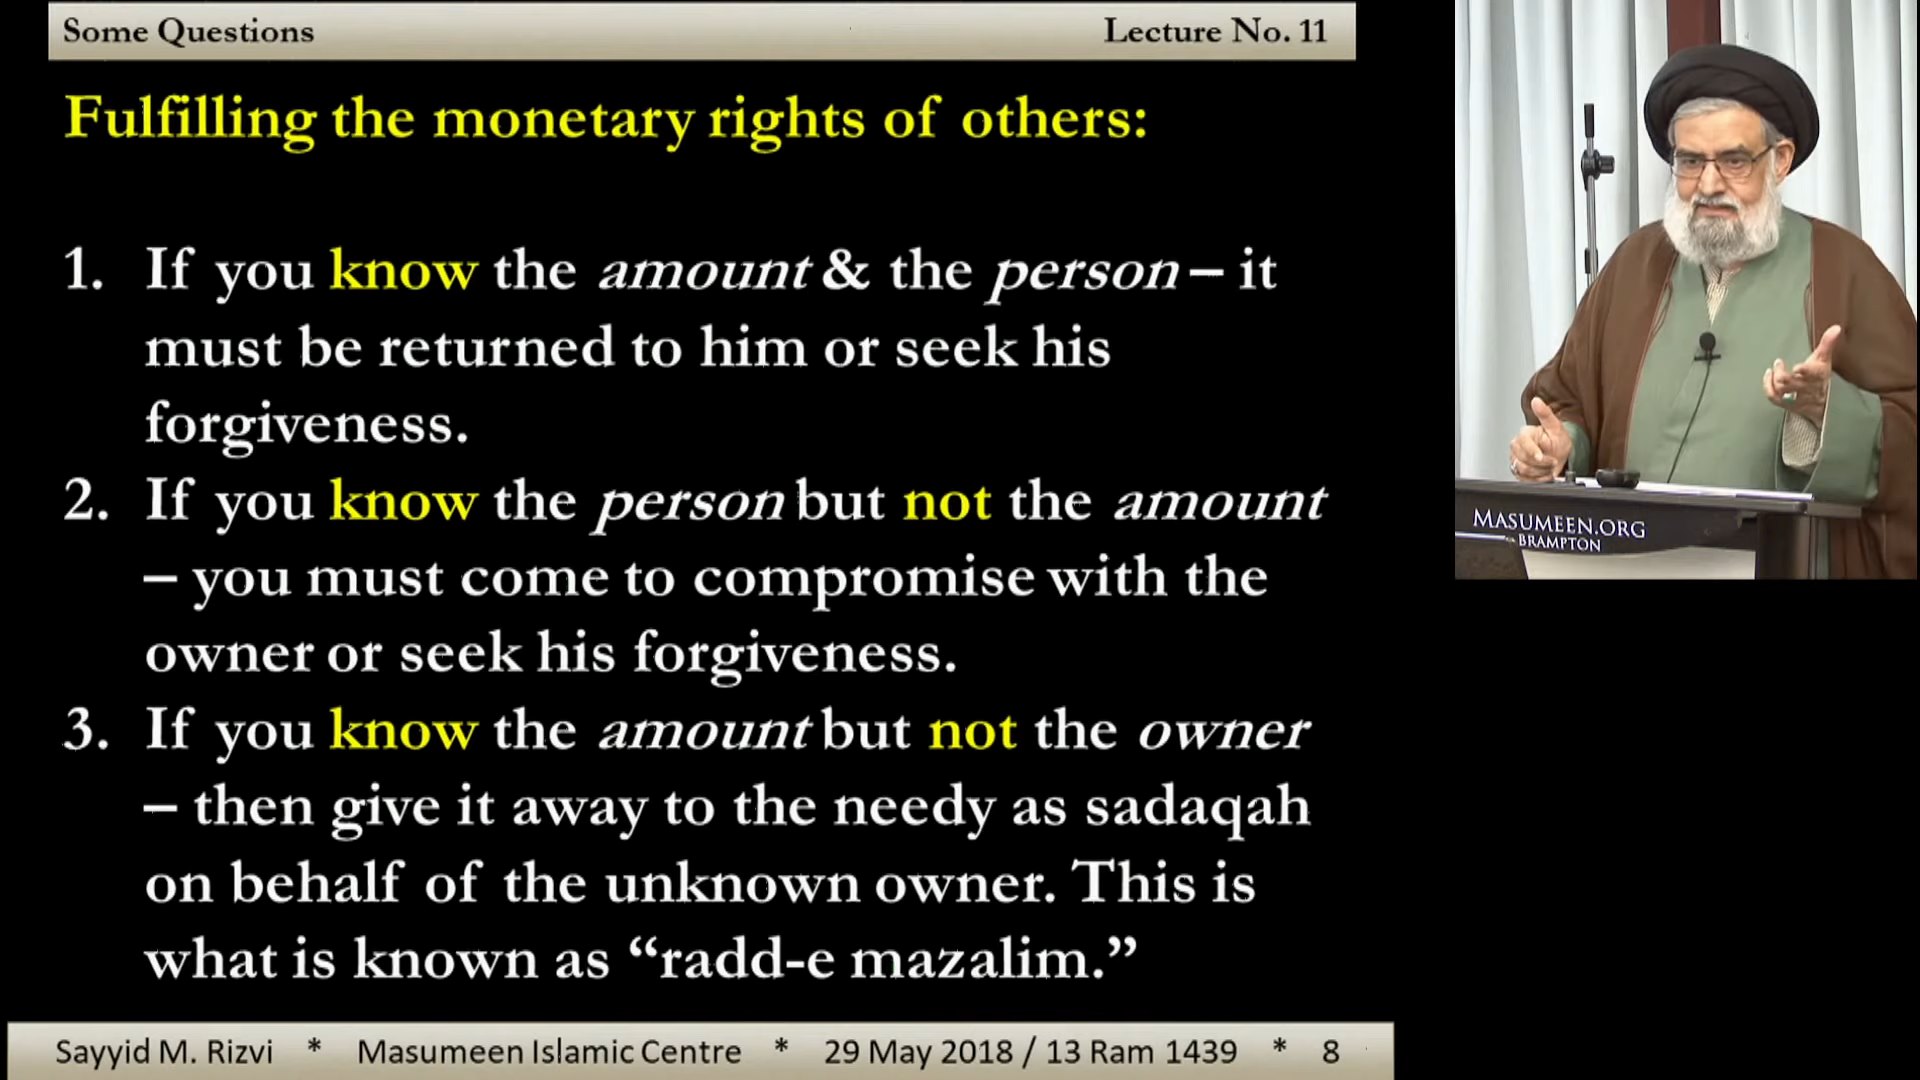 Some Questions
Lecture No. 11
Fulfilling the monetary rights of others:
1. If you know the amount & the person – it
must be returned to him or seek his
forgiveness.
2. If you know the person but not the amount
– you must come to compromise with the
owner or seek his forgiveness.
3. If you know the amount but not the owner
– then give it away to the needy as sadaqah
on behalf of the unknown owner. This is
what is known as “radd-e mazalim.”
MASUMEEN.ORG
BRAMPTON
Sayyid M. Rizvi * Masumeen Islamic Centre * 29 May 2018 / 13 Ram 1439 * 8